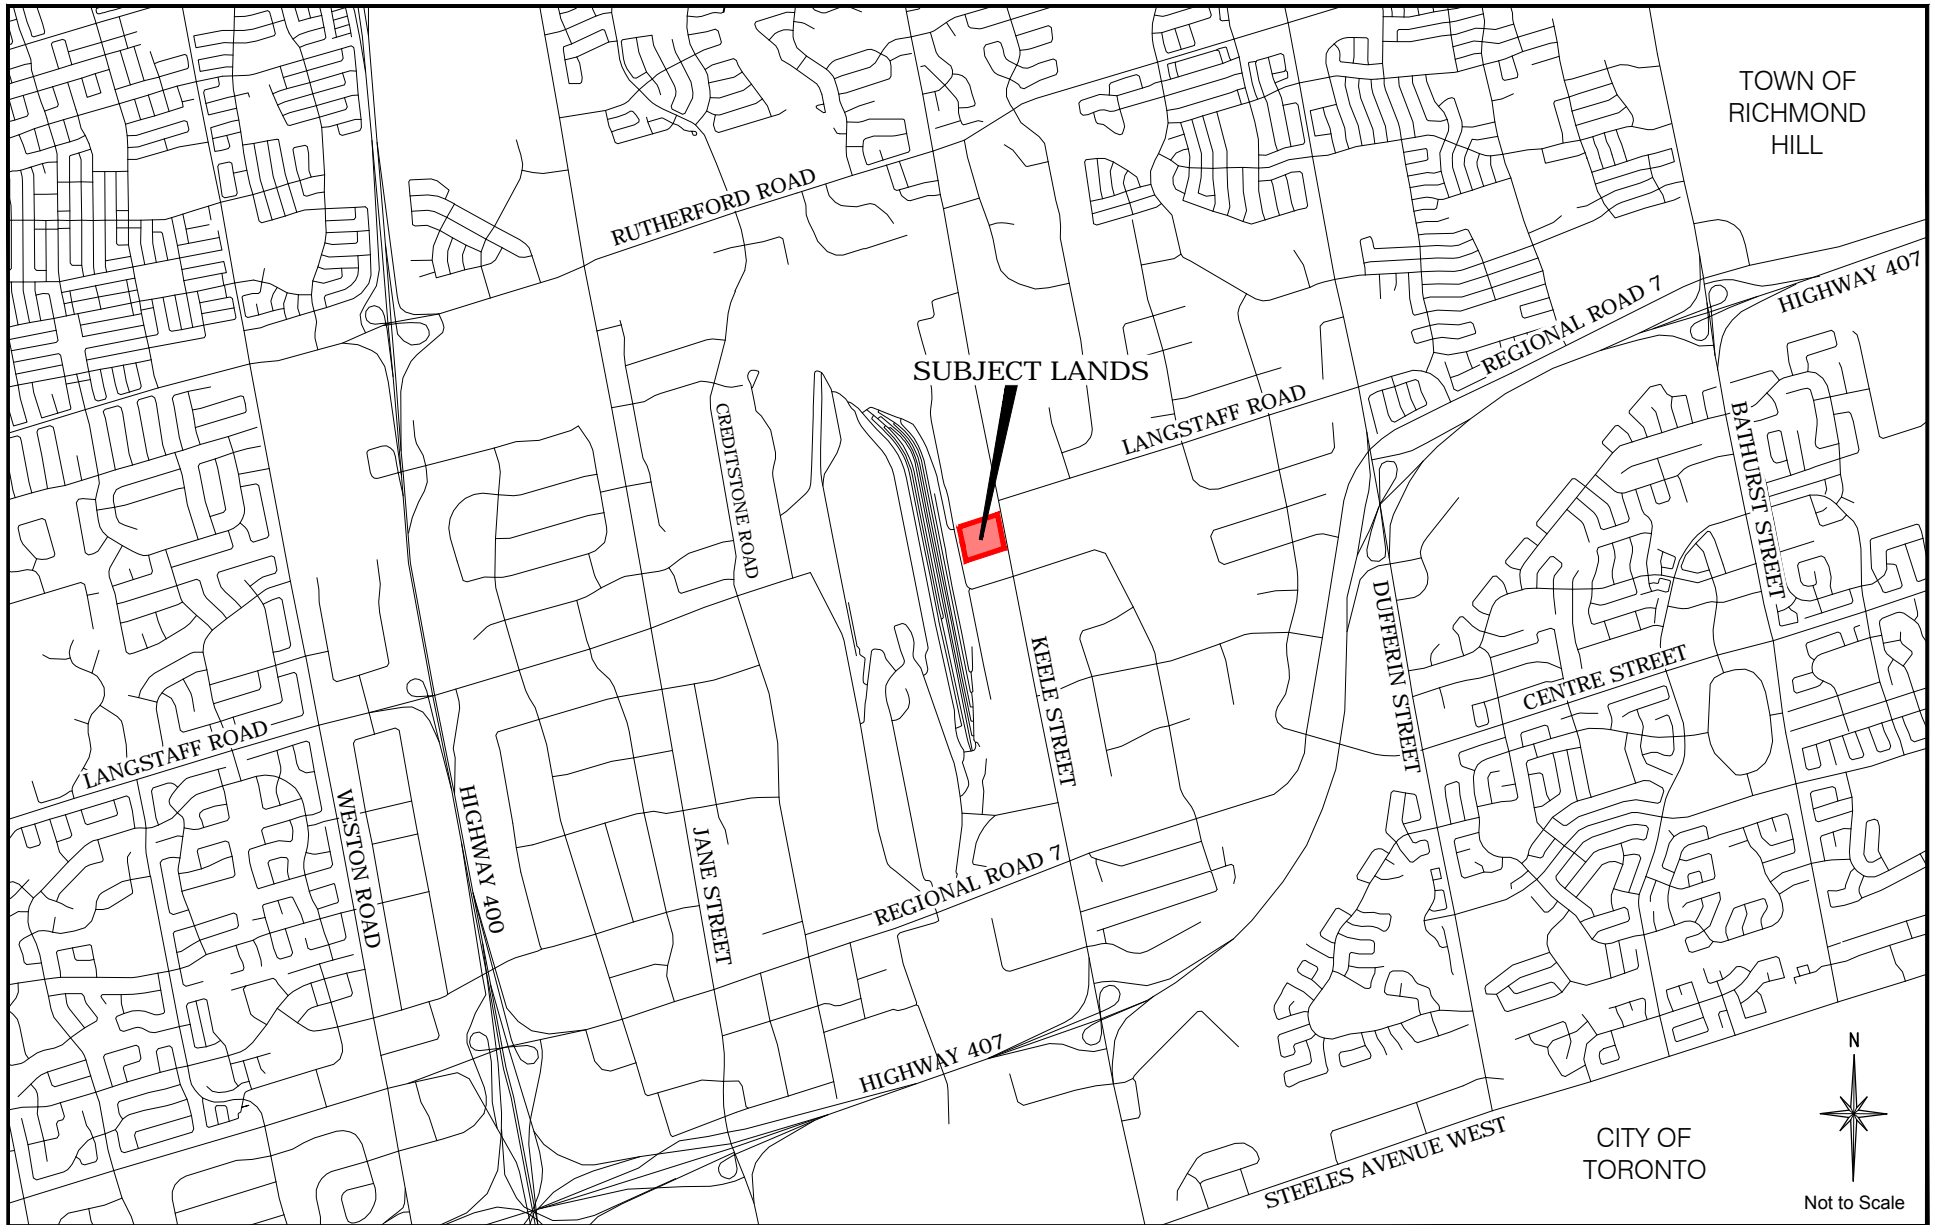 TOWN OF
RICHMOND
HILL
RUTHERFORD ROAD
HIGHWAY 407
REGIONAL ROAD 7
SUBJECT LANDS
LANGSTAFF ROAD
CREDITSTONE ROAD
BATHURST STREET
DUFFERIN STREET
KEELE STREET
CENTRE STREET
LANGSTAFF ROAD
WESTON ROAD
HIGHWAY 400
JANE STREET
REGIONAL ROAD 7
HIGHWAY 407
STEELES AVENUE WEST
CITY OF
TORONTO
N
Not to Scale